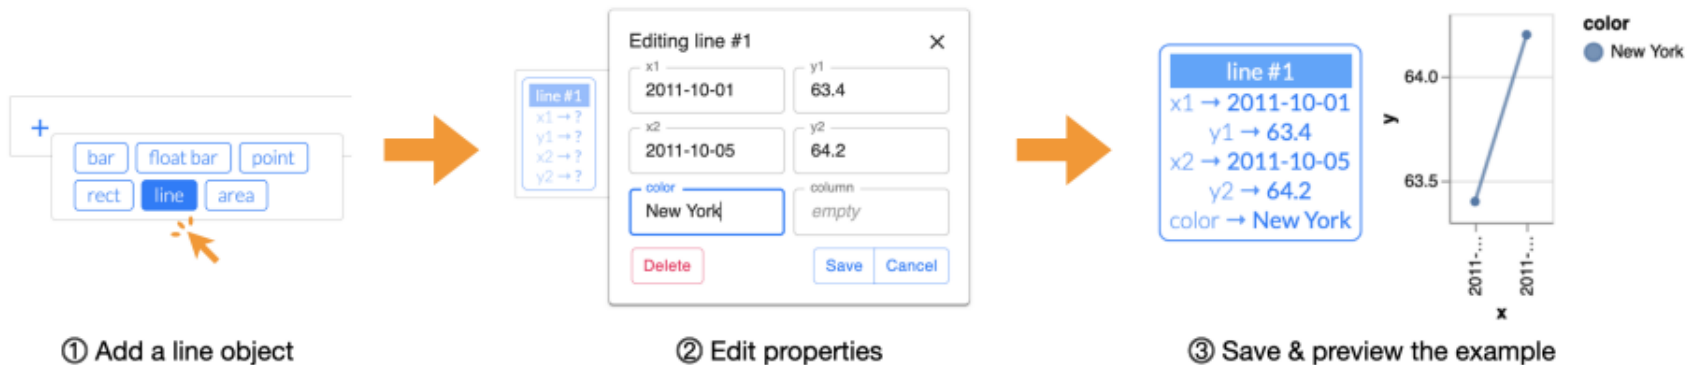 +
bar float bar point
rect line area
① Add a line object
line #1
x1 → ?
y1 → ?
x2 → ?
y2 → ?
Editing line #1 ×
x1 y1
2011-10-01 63.4
x2 y2
2011-10-05 64.2
color column
New York empty
Delete Save Cancel
② Edit properties
line #1
x1 → 2011-10-01
y1 → 63.4
x2 → 2011-10-05
y2 → 64.2
color → New York
y
64.0
63.5
2011-...
2011-...
x
color
New York
③ Save & preview the example